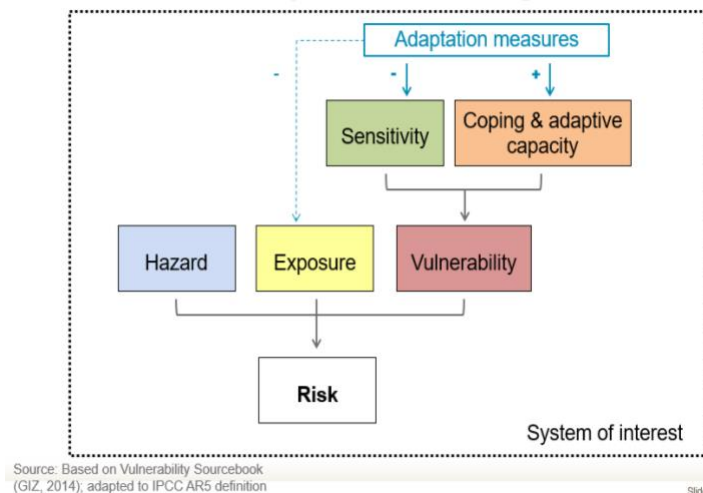 Adaptation measures
- - +
Sensitivity
Coping & adaptive
capacity
Hazard
Exposure
Vulnerability
Risk
System of interest
Source: Based on Vulnerability Sourcebook
(GIZ, 2014); adapted to IPCC AR5 definition